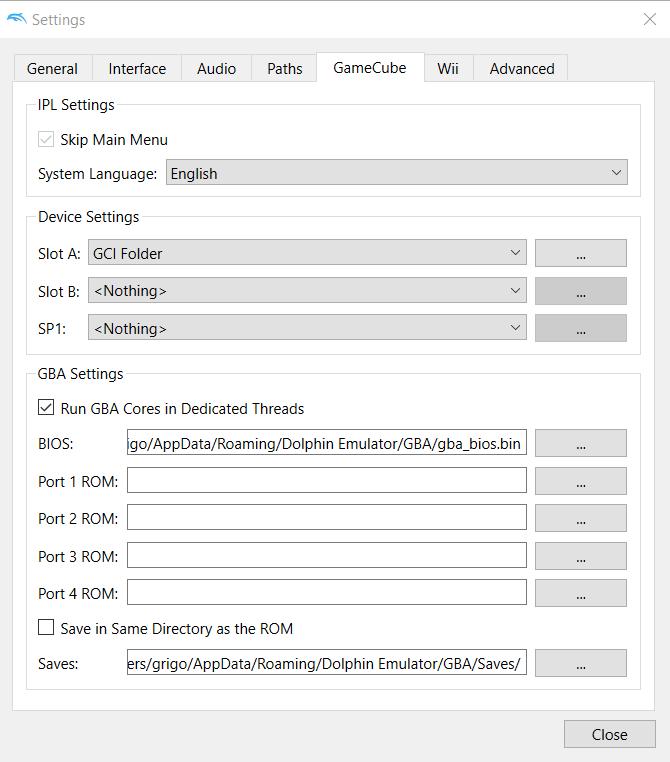 Settings
General Interface Audio Paths GameCube Wii Advanced
IPL Settings
Skip Main Menu
System Language: English
Device Settings
Slot A: GCI Folder ...
Slot B: <Nothing> ...
SP1: <Nothing> ...
GBA Settings
Run GBA Cores in Dedicated Threads
BIOS: igo/AppData/Roaming/Dolphin Emulator/GBA/gba_bios.bin ...
Port 1 ROM: ...
Port 2 ROM: ...
Port 3 ROM: ...
Port 4 ROM: ...
Save in Same Directory as the ROM
Saves: ers/grigo/AppData/Roaming/Dolphin Emulator/GBA/Saves/ ...
Close